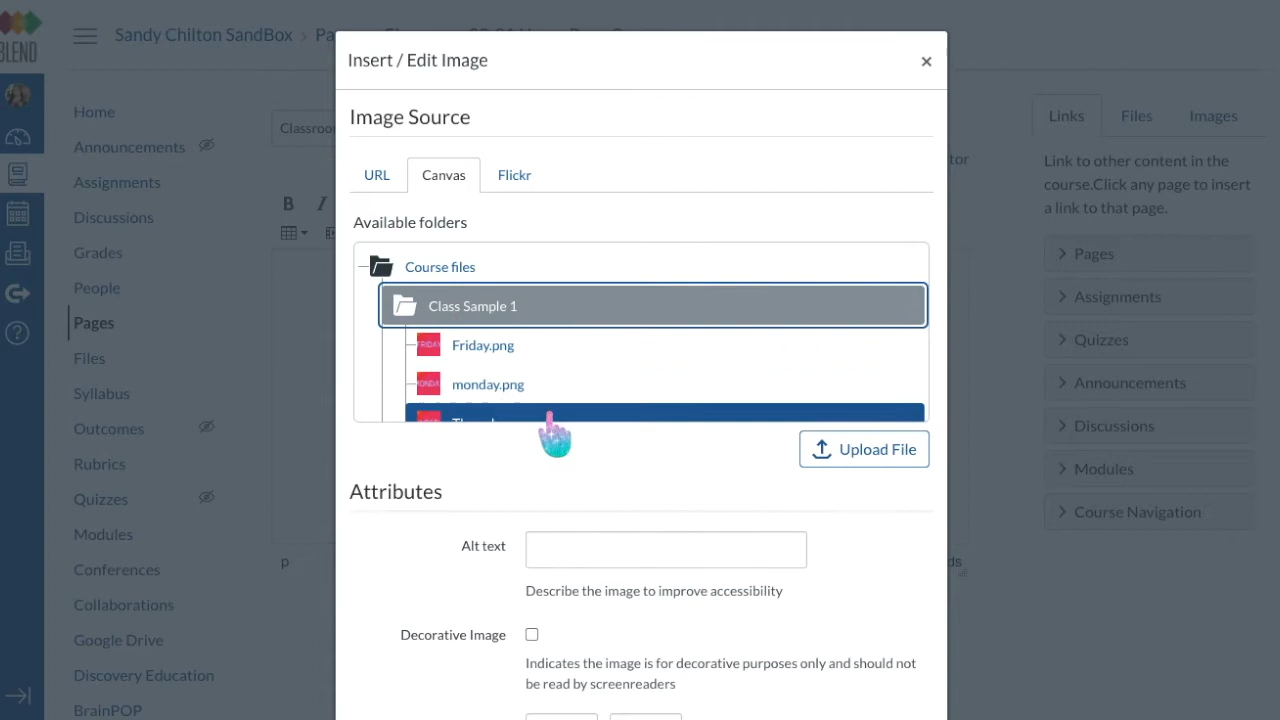 BLEND
Sandy Chilton SandBox
Home
Announcements
Assignments
Discussions
Grades
People
Pages
Files
Syllabus
Outcomes
Rubrics
Quizzes
Modules
Conferences
Collaborations
Google Drive
Discovery Education
BrainPOP
B I
p
Insert / Edit Image
×
Image Source
URL Canvas Flickr
Available folders
Course files
Class Sample 1
FRIDAY Friday.png
monday.png
Upload File
Attributes
Alt text
Describe the image to improve accessibility
Decorative Image
Indicates the image is for decorative purposes only and should not
be read by screenreaders
Links Files Images
Link to other content in the
course.Click any page to insert
a link to that page.
Pages
Assignments
Quizzes
Announcements
Discussions
Modules
Course Navigation